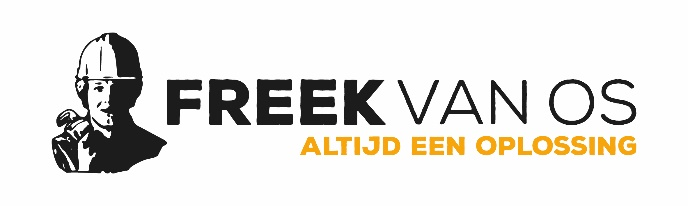 FREEK VAN OS
ALTIJD EEN OPLOSSING